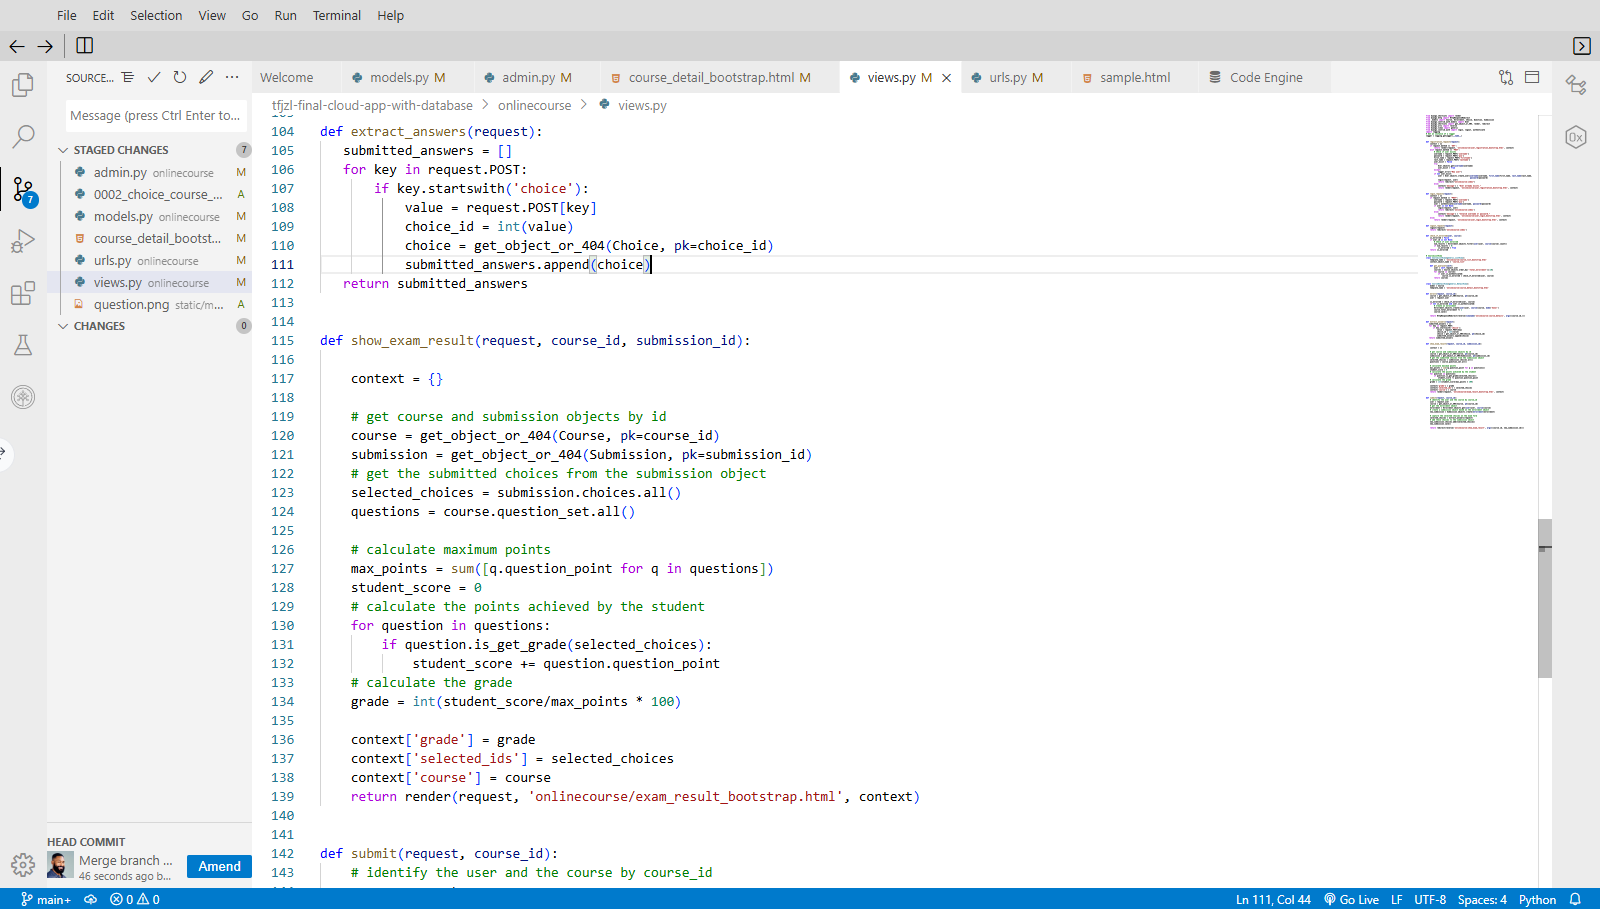 File Edit Selection View Go Run Terminal Help
SOURCE...
Welcome models.py M admin.py M course_detail_bootstrap.html M views.py M urls.py M sample.html Code Engine
tfjzl-final-cloud-app-with-database > onlinecourse > views.py
Message (press Ctrl Enter to...
STAGED CHANGES 7
admin.py onlinecourse M
0002_choice_course_... A
models.py onlinecourse M
course_detail_bootst... M
urls.py onlinecourse M
views.py onlinecourse M
question.png static/m... A
CHANGES 0
7
104 def extract_answers(request):
105 submitted_answers = []
106 for key in request.POST:
107 if key.startswith('choice'):
108 value = request.POST[key]
109 choice_id = int(value)
110 choice = get_object_or_404(Choice, pk=choice_id)
111 submitted_answers.append(choice)
112 return submitted_answers
113
114
115 def show_exam_result(request, course_id, submission_id):
116
117 context = {}
118
119 # get course and submission objects by id
120 course = get_object_or_404(Course, pk=course_id)
121 submission = get_object_or_404(Submission, pk=submission_id)
122 # get the submitted choices from the submission object
123 selected_choices = submission.choices.all()
124 questions = course.question_set.all()
125
126 # calculate maximum points
127 max_points = sum([q.question_point for q in questions])
128 student_score = 0
129 # calculate the points achieved by the student
130 for question in questions:
131 if question.is_get_grade(selected_choices):
132 student_score += question.question_point
133 # calculate the grade
134 grade = int(student_score/max_points * 100)
135
136 context['grade'] = grade
137 context['selected_ids'] = selected_choices
138 context['course'] = course
139 return render(request, 'onlinecourse/exam_result_bootstrap.html', context)
140
141
142 def submit(request, course_id):
143 # identify the user and the course by course_id
HEAD COMMIT
Merge branch ...
46 seconds ago b...
Amend
main+ 0 0 Ln 111, Col 44 Go Live LF UTF-8 Spaces: 4 Python